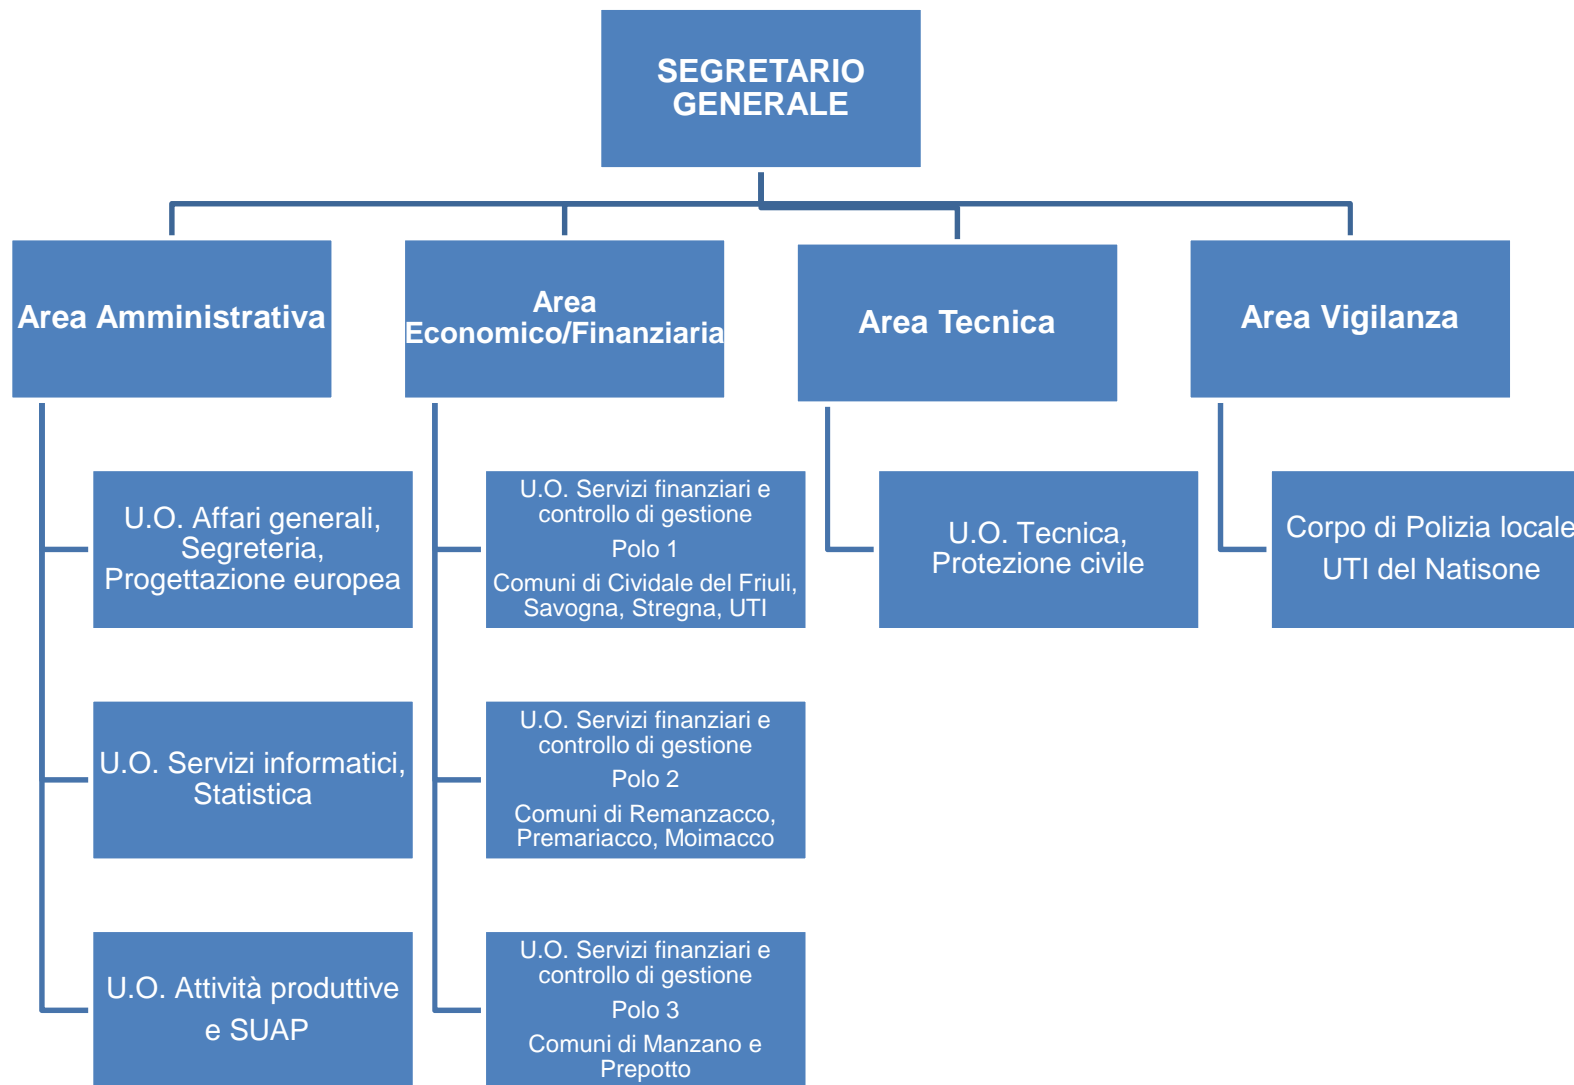 SEGRETARIO
GENERALE
Area Amministrativa
Area
Economico/Finanziaria
Area Tecnica
Area Vigilanza
U.O. Affari generali,
Segreteria,
Progettazione europea
U.O. Servizi finanziari e
controllo di gestione
Polo 1
Comuni di Cividale del Friuli,
Savogna, Stregna, UTI
U.O. Tecnica,
Protezione civile
Corpo di Polizia locale
UTI del Natisone
U.O. Servizi informatici,
Statistica
U.O. Servizi finanziari e
controllo di gestione
Polo 2
Comuni di Remanzacco,
Premariacco, Moimacco
U.O. Attività produttive
e SUAP
U.O. Servizi finanziari e
controllo di gestione
Polo 3
Comuni di Manzano e
Prepotto